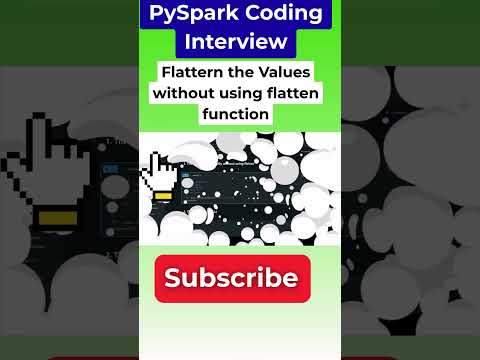 PySpark Coding
Interview
Flattern the Values
without using flatten
function
Subscribe